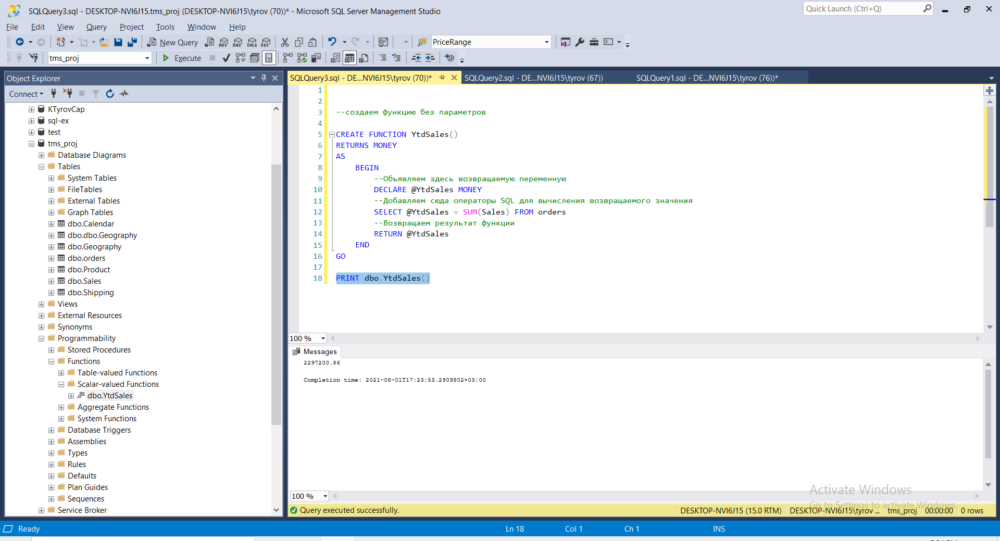 SQLQuery3.sql - DESKTOP-NVI6J15.tms_proj (DESKTOP-NVI6J15\tyrov (70))* - Microsoft SQL Server Management Studio
Quick Launch (Ctrl+Q)
File Edit View Query Project Tools Window Help
New Query MDX DMX XMLA DAX PriceRange
tms_proj Execute
Object Explorer
Connect
KTyrovCap
sql-ex
test
tms_proj
Database Diagrams
Tables
System Tables
FileTables
External Tables
Graph Tables
dbo.Calendar
dbo.dbo.Geography
dbo.Geography
dbo.orders
dbo.Product
dbo.Sales
dbo.Shipping
Views
External Resources
Synonyms
Programmability
Stored Procedures
Functions
Table-valued Functions
Scalar-valued Functions
dbo.YtdSales
Aggregate Functions
System Functions
Database Triggers
Assemblies
Types
Rules
Defaults
Plan Guides
Sequences
Service Broker
SQLQuery3.sql - DE...NVI6J15\tyrov (70))* SQLQuery2.sql - DE...NVI6J15\tyrov (67)) SQLQuery1.sql - DE...NVI6J15\tyrov (76))*
1
2
3 --создаем функцию без параметров
4
5 CREATE FUNCTION YtdSales()
6 RETURNS MONEY
7 AS
8 BEGIN
9 --Объявляем здесь возвращаемую переменную
10 DECLARE @YtdSales MONEY
11 --Добавляем сюда операторы SQL для вычисления возвращаемого значения
12 SELECT @YtdSales = SUM(Sales) FROM orders
13 --Возвращаем результат функции
14 RETURN @YtdSales
15 END
16 GO
17
18 PRINT dbo.YtdSales()
100 %
Messages
2297200.86
Completion time: 2021-08-01T17:23:53.2909802+03:00
100 %
Activate Windows
Go to Settings to activate Windows.
Query executed successfully. DESKTOP-NVI6J15 (15.0 RTM) DESKTOP-NVI6J15\tyrov ... tms_proj 00:00:00 0 rows
Ready Ln 18 Col 1 Ch 1 INS